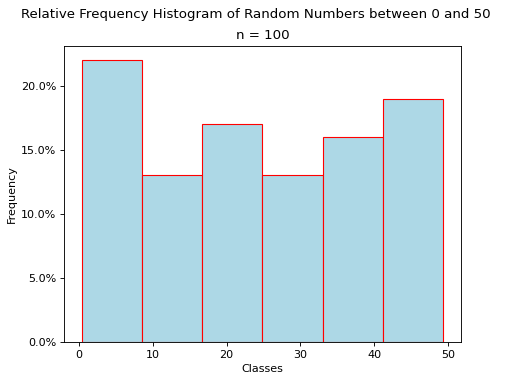 Relative Frequency Histogram of Random Numbers between 0 and 50
n = 100
20.0%
15.0%
10.0%
5.0%
0.0%
Frequency
0 10 20 30 40 50
Classes